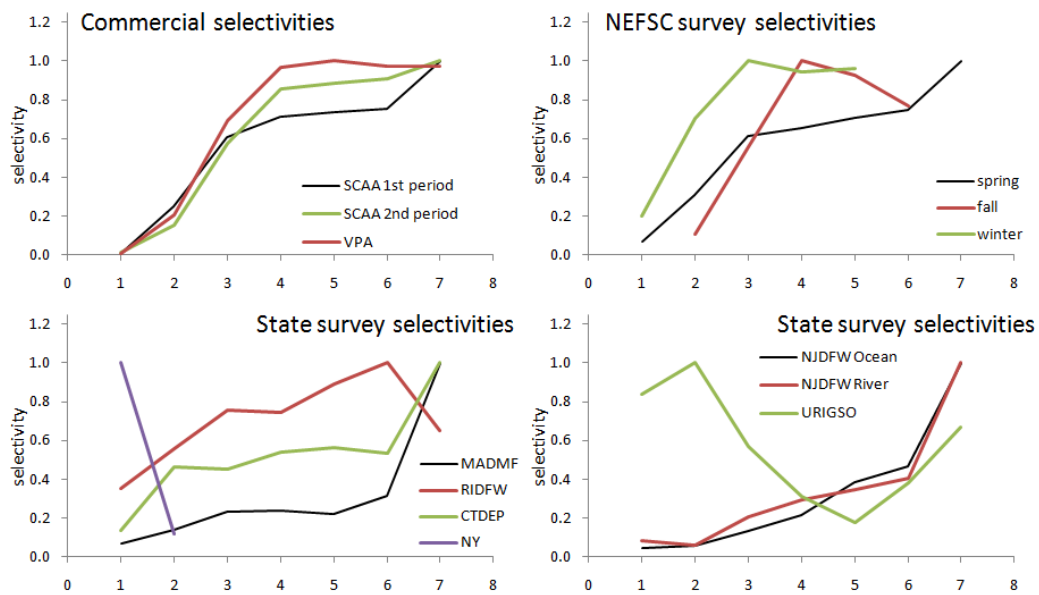 Commercial selectivities
1.2
1.0
0.8
0.6
0.4
0.2
0.0
selectivity
SCAA 1st period
SCAA 2nd period
VPA
0 1 2 3 4 5 6 7 8
NEFSC survey selectivities
1.2
1.0
0.8
0.6
0.4
0.2
0.0
selectivity
spring
fall
winter
0 1 2 3 4 5 6 7 8
State survey selectivities
1.2
1.0
0.8
0.6
0.4
0.2
0.0
selectivity
MADMF
RIDFW
CTDEP
NY
0 1 2 3 4 5 6 7 8
State survey selectivities
1.2
1.0
0.8
0.6
0.4
0.2
0.0
selectivity
NJDFW Ocean
NJDFW River
URIGSO
0 1 2 3 4 5 6 7 8